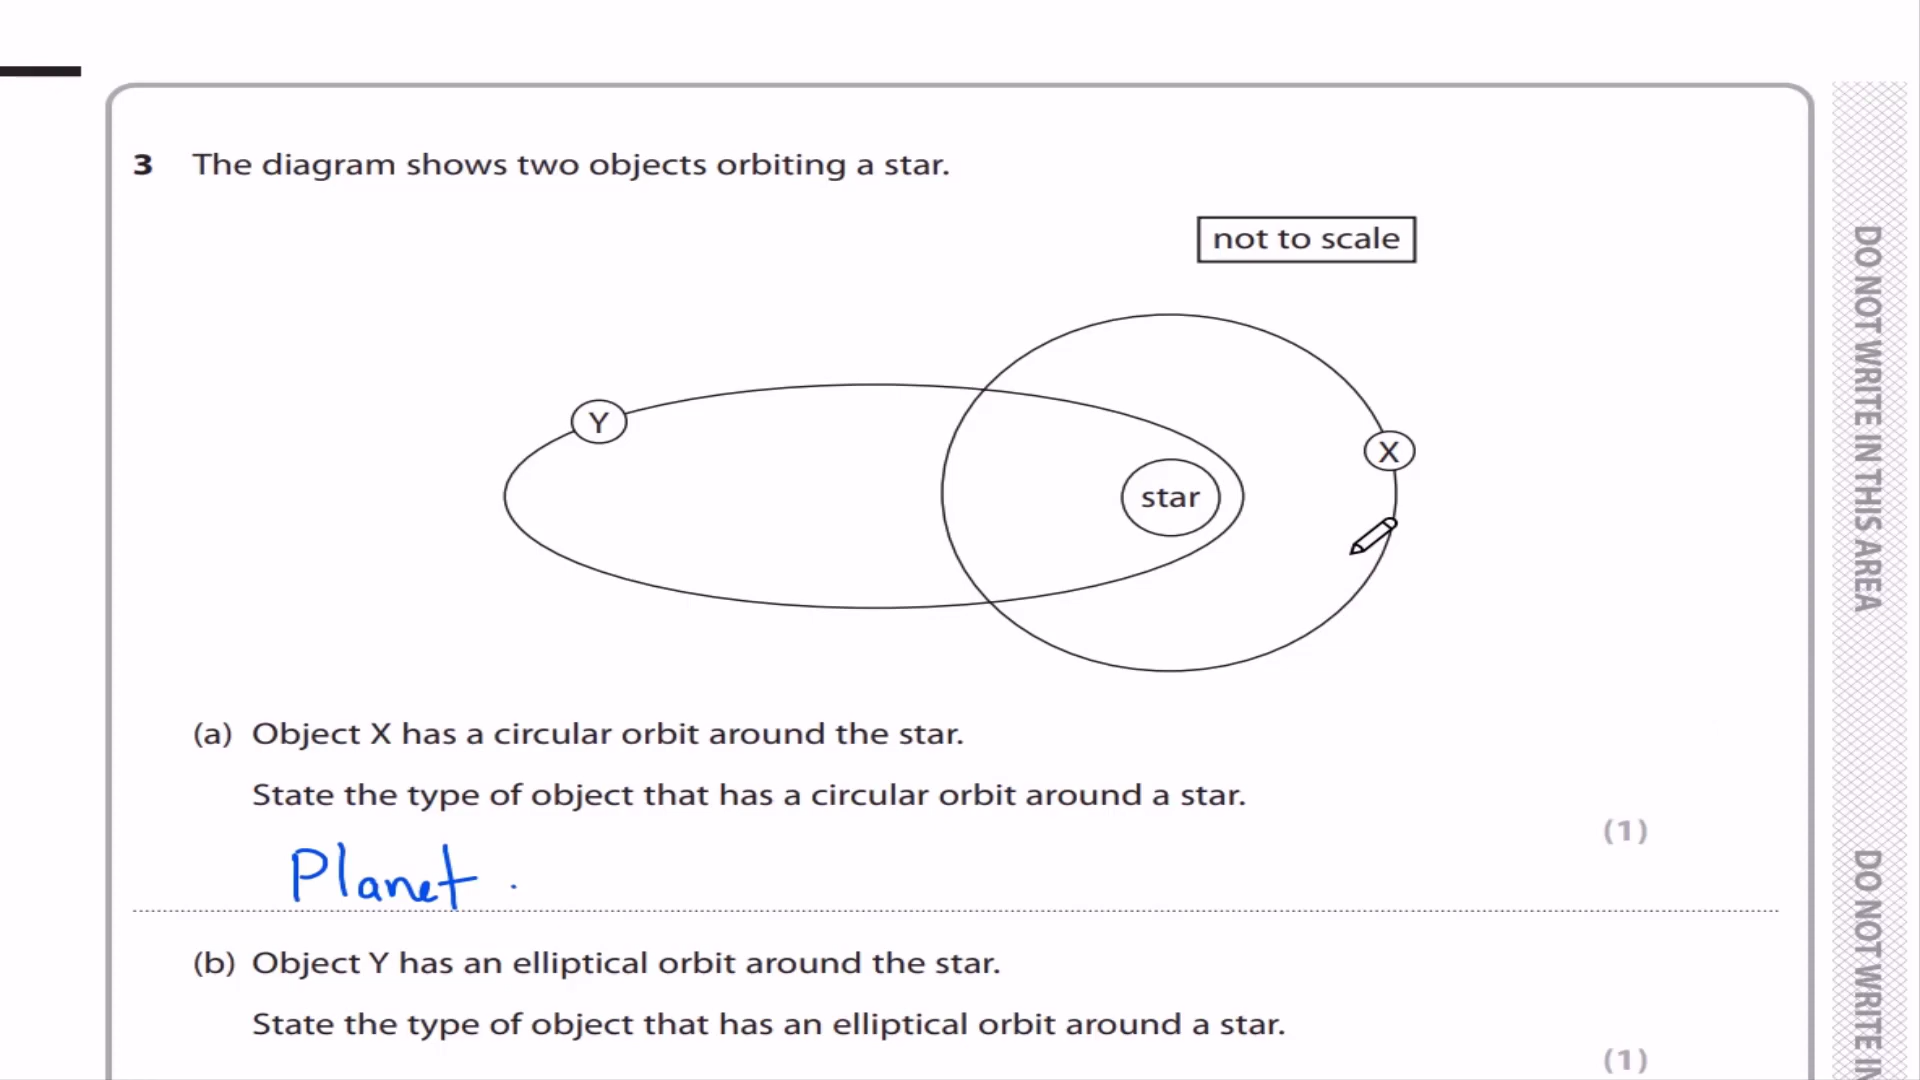 3 The diagram shows two objects orbiting a star.
not to scale
Y
X
star
(a) Object X has a circular orbit around the star.
State the type of object that has a circular orbit around a star.
(1)
Planet .
(b) Object Y has an elliptical orbit around the star.
State the type of object that has an elliptical orbit around a star.
(1)
DO NOT WRITE IN THIS AREA
DO NOT WRITE IN